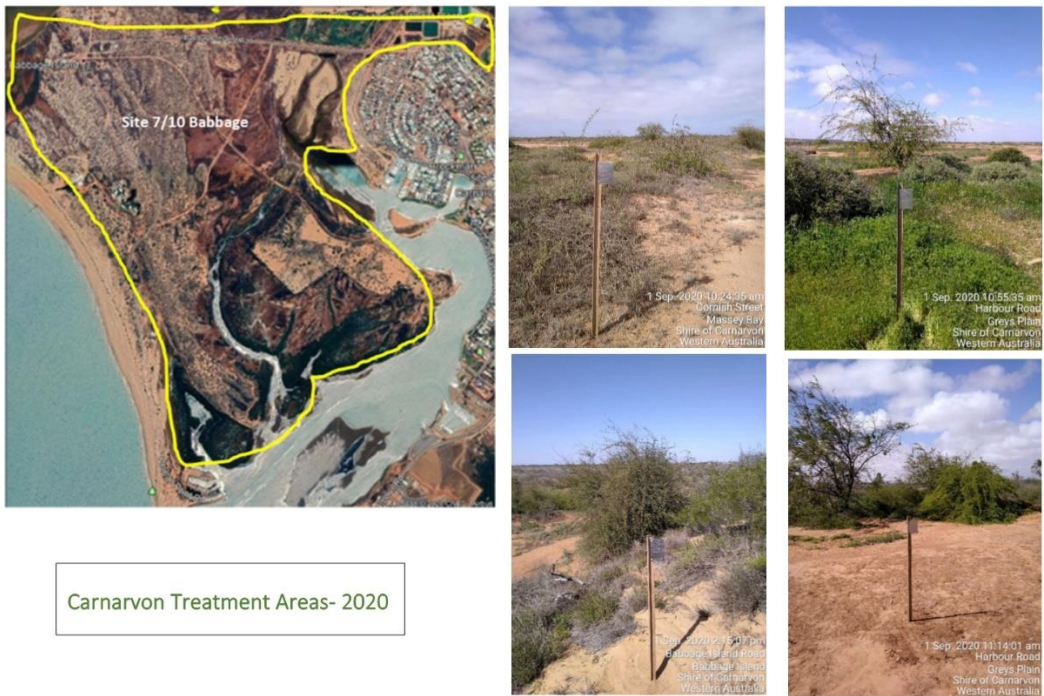 Site 7/10 Babbage
1 Sep. 2020 10:24:35 am
Cornish Street
Massey Bay
Shire of Carnarvon
Western Australia
1 Sep. 2020 10:55:35 am
Harbour Road
Greys Plain
Shire of Carnarvon
Western Australia
Carnarvon Treatment Areas- 2020
1 Sep. 2020 2:15:07 pm
Babbage Island Road
Babbage Island
Shire of Carnarvon
Western Australia
1 Sep. 2020 11:14:01 am
Harbour Road
Greys Plain
Shire of Carnarvon
Western Australia